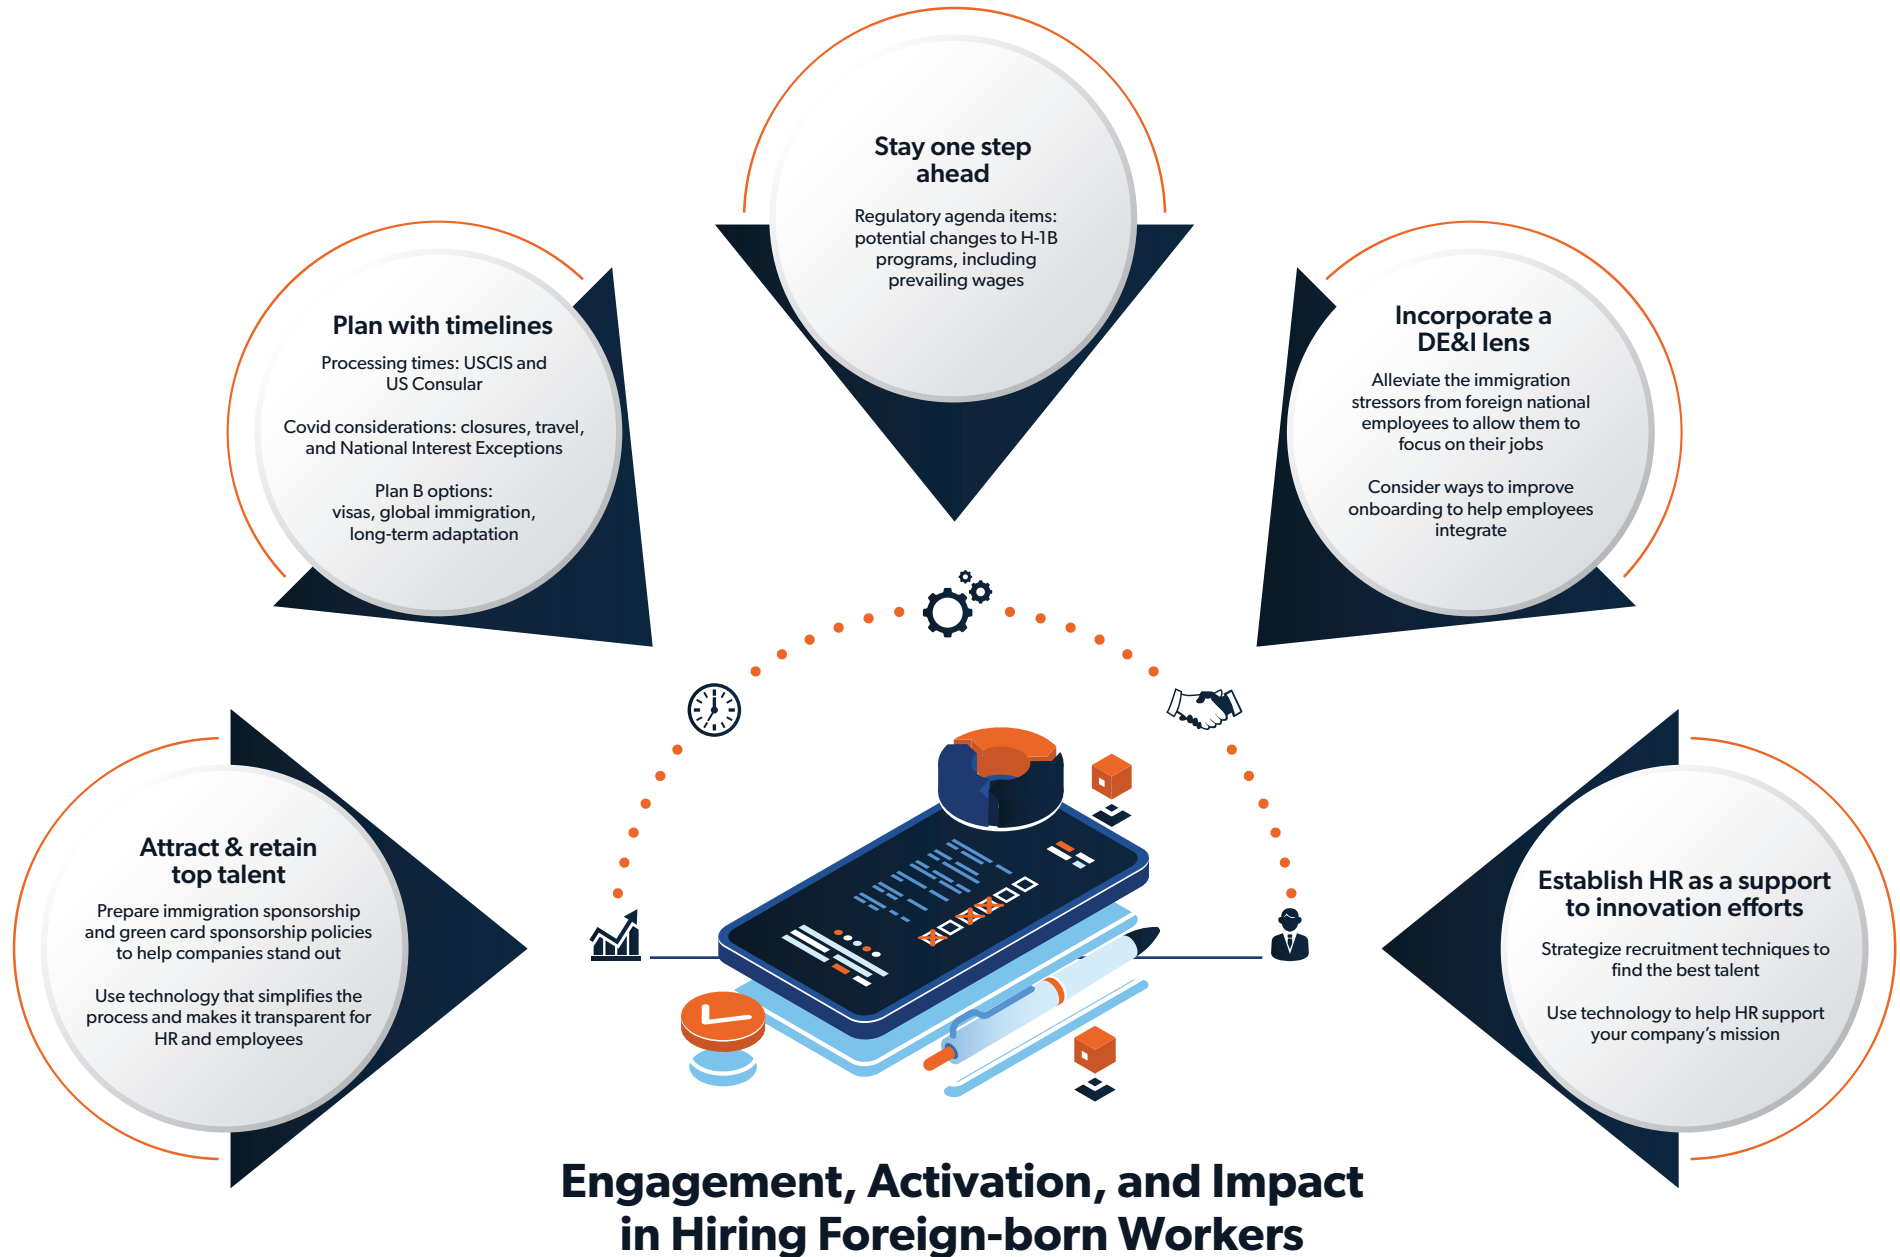 Stay one step
ahead
Regulatory agenda items:
potential changes to H-1B
programs, including
prevailing wages
Plan with timelines
Processing times: USCIS and
US Consular
Covid considerations: closures, travel,
and National Interest Exceptions
Plan B options:
visas, global immigration,
long-term adaptation
Incorporate a
DE&I lens
Alleviate the immigration
stressors from foreign national
employees to allow them to
focus on their jobs
Consider ways to improve
onboarding to help employees
integrate
Attract & retain
top talent
Prepare immigration sponsorship
and green card sponsorship policies
to help companies stand out
Use technology that simplifies the
process and makes it transparent for
HR and employees
Establish HR as a support
to innovation efforts
Strategize recruitment techniques to
find the best talent
Use technology to help HR support
your company’s mission
Engagement, Activation, and Impact
in Hiring Foreign-born Workers